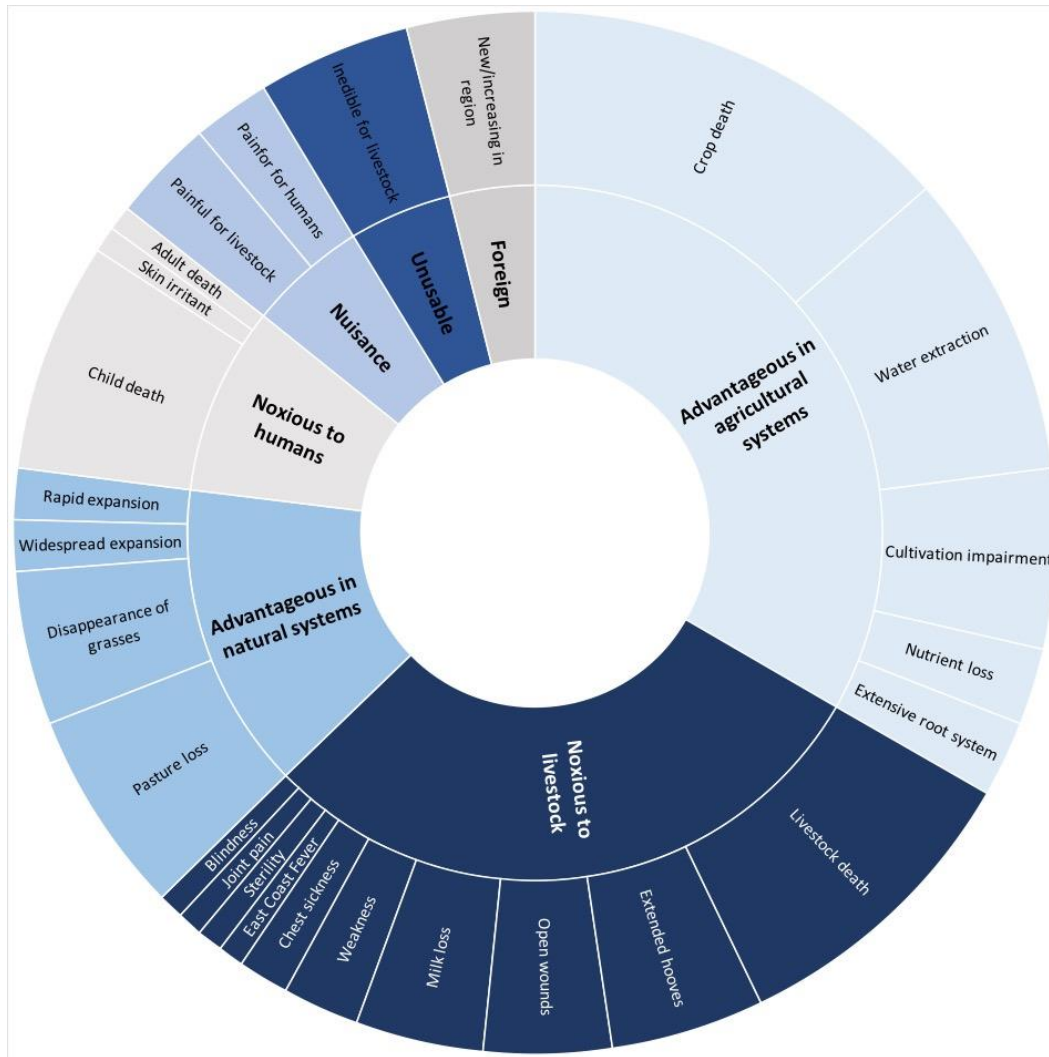 Advantageous in
agricultural
systems
Crop death
Water extraction
Cultivation impairment
Nutrient loss
Extensive root system
Noxious to
livestock
Livestock death
Extended hooves
Open wounds
Milk loss
Weakness
Chest sickness
East Coast Fever
Sterility
Joint pain
Blindness
Advantageous in
natural systems
Pasture loss
Disappearance of
grasses
Widespread expansion
Rapid expansion
Noxious to
humans
Child death
Skin irritant
Adult death
Nuisance
Painful for livestock
Painfor for humans
Unusable
Inedible for livestock
Foreign
New/increasing in
region